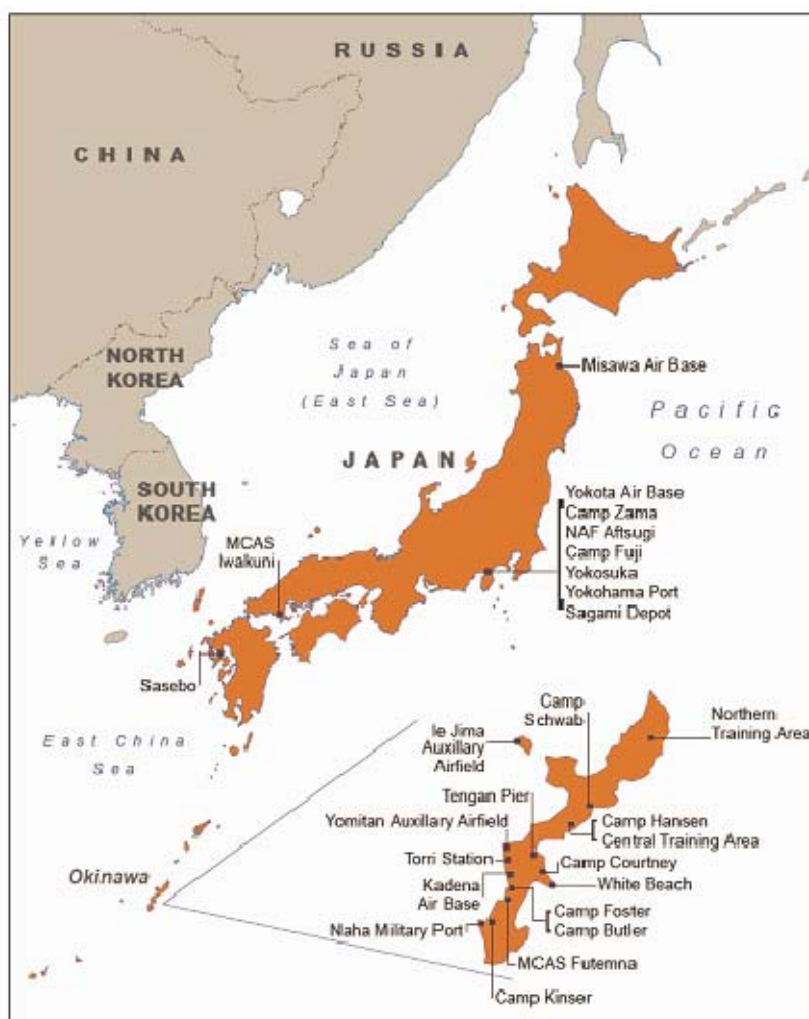 RUSSIA
CHINA
NORTH
KOREA
Sea of
Japan
(East Sea)
Misawa Air Base
Pacific
Ocean
JAPAN
SOUTH
KOREA
Yellow
Sea
MCAS
Iwakuni
Yokota Air Base
Camp Zama
NAF Aftsugi
Camp Fuji
Yokosuka
Yokohama Port
Sagami Depot
Sasebo
East China
Sea
Camp
Schwab
Northern
Training Area
Ie Jima
Auxillary
Airfield
Tengan Pier
Yomitan Auxillary Airfield
Camp Hansen
Central Training Area
Torri Station
Camp Courtney
Okinawa
Kadena
Air Base
White Beach
Camp Foster
Camp Butler
Naha Military Port
MCAS Futemna
Camp Kinser